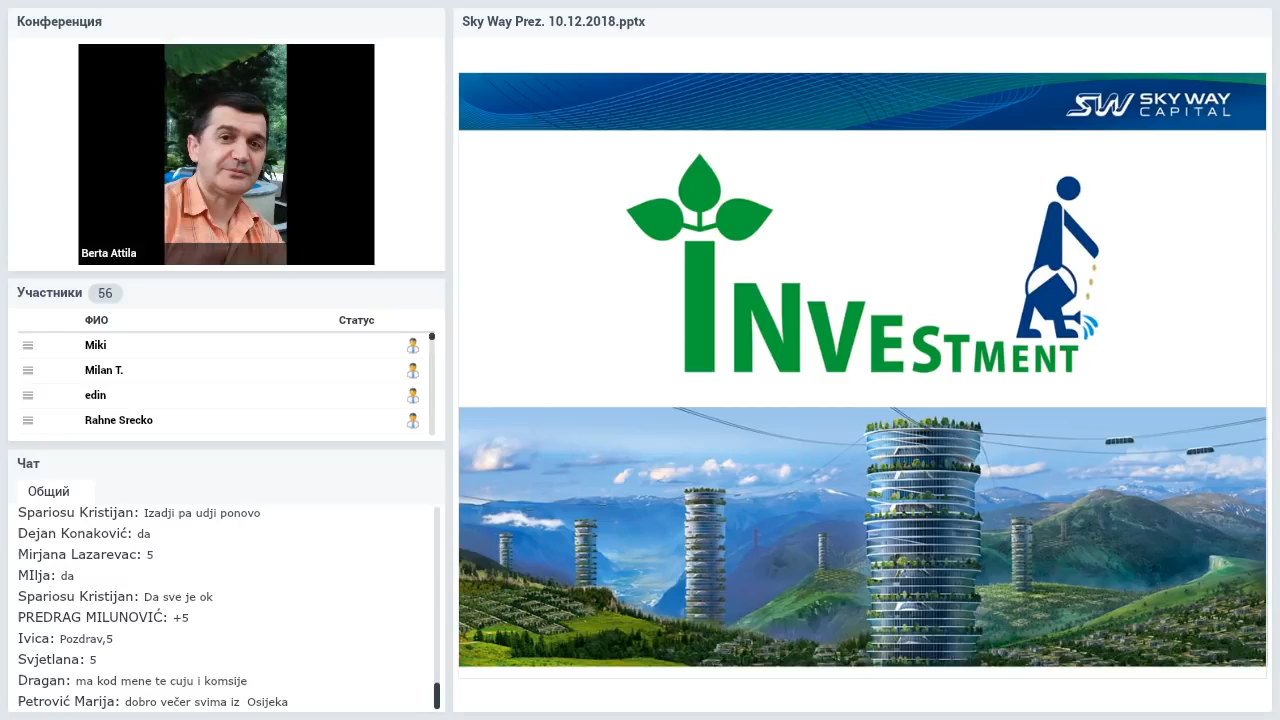 Конференция
Berta Attila
Участники 56
ФИО Статус
Miki
Milan T.
edin
Rahne Srecko
Чат
Общий
Spariosu Kristijan: Izadji pa udji ponovo
Dejan Konaković: da
Mirjana Lazarevac: 5
MIlja: da
Spariosu Kristijan: Da sve je ok
PREDRAG MILUNOVIĆ: +5
Ivica: Pozdrav,5
Svjetlana: 5
Dragan: ma kod mene te cuju i komsije
Petrović Marija: dobro večer svima iz Osijeka
Sky Way Prez. 10.12.2018.pptx
SW SKY WAY
CAPITAL
INVESTMENT